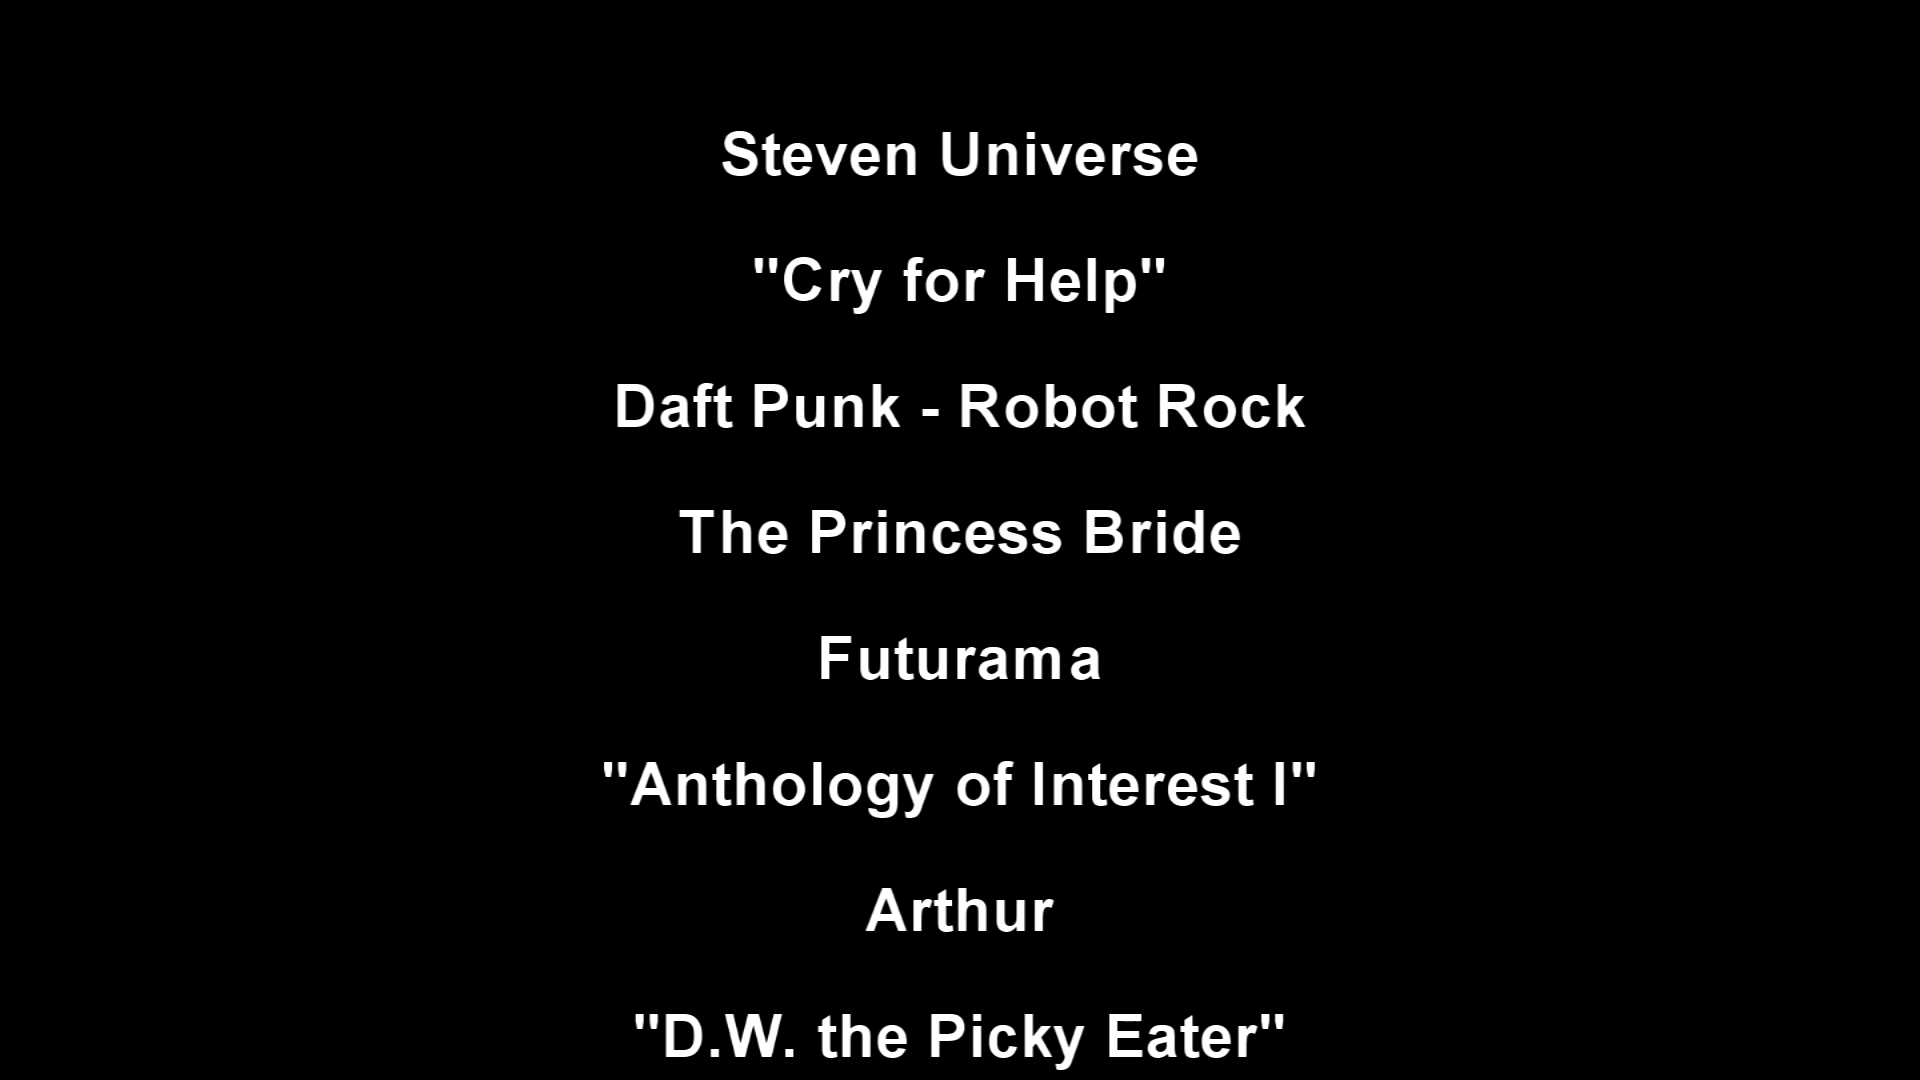 Steven Universe
"Cry for Help"
Daft Punk - Robot Rock
The Princess Bride
Futurama
"Anthology of Interest I"
Arthur
"D.W. the Picky Eater"